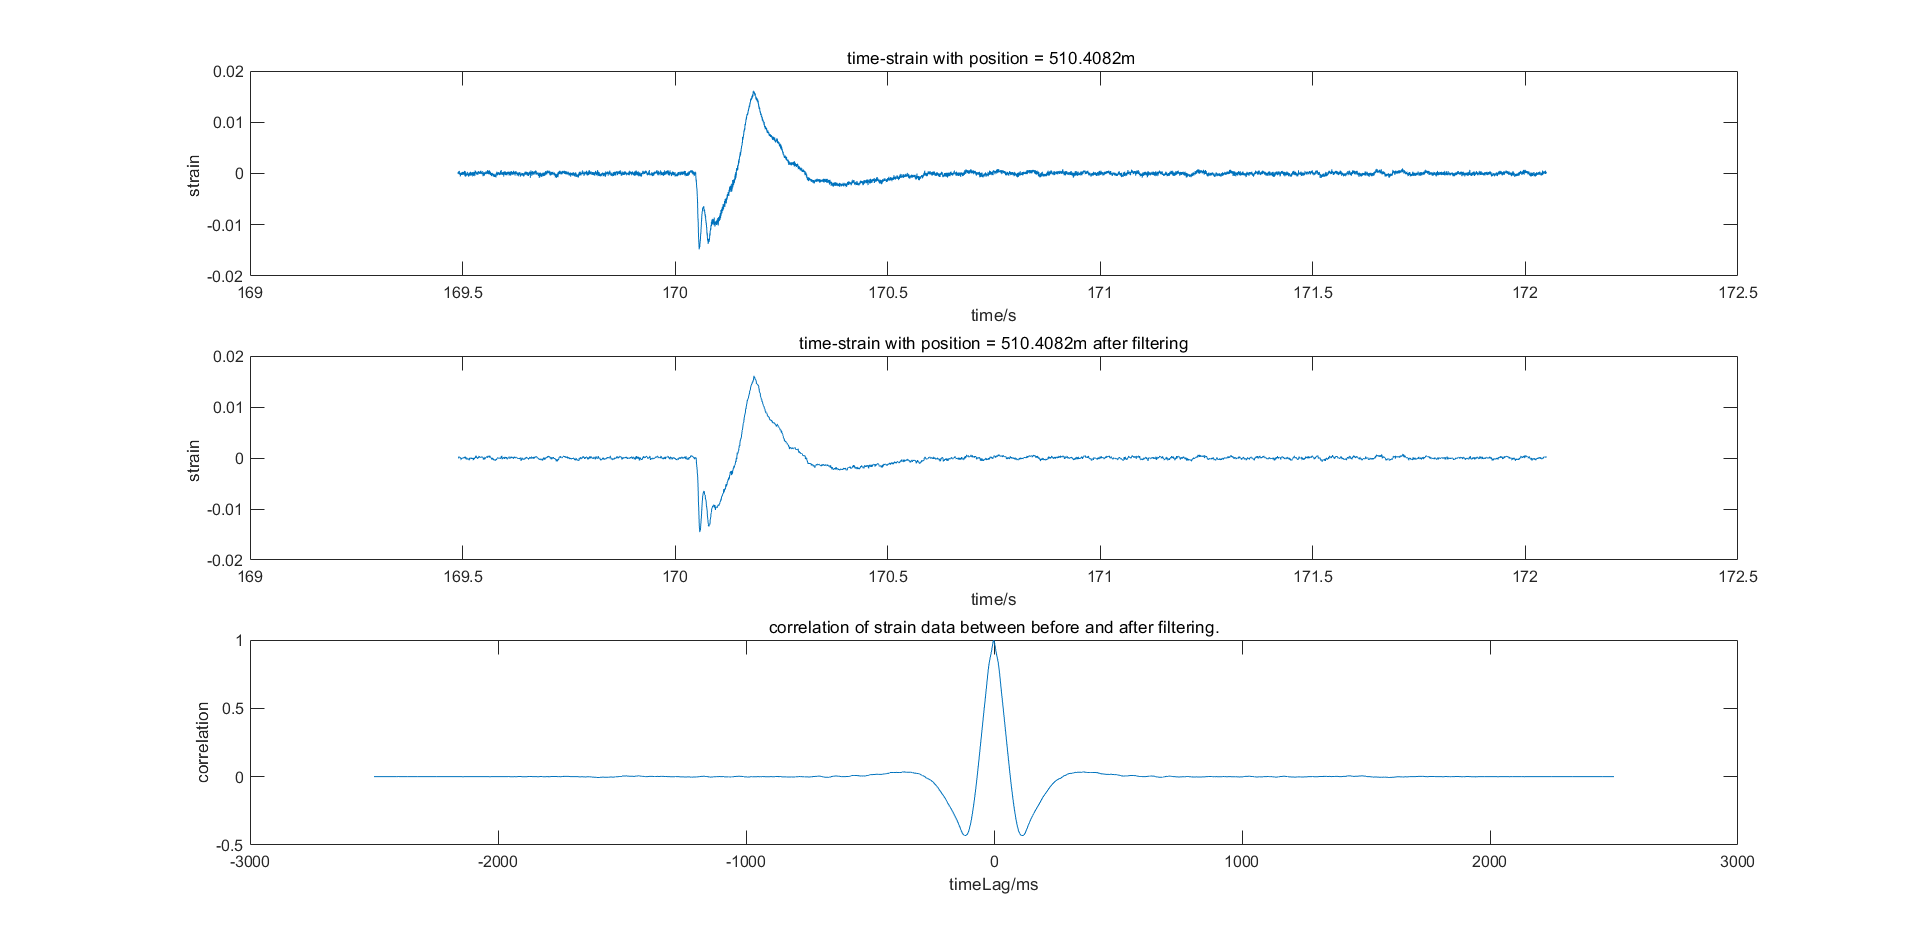 time-strain with position = 510.4082m
0.02
0.01
0
-0.01
-0.02
strain
169 169.5 170 170.5 171 171.5 172 172.5
time/s
time-strain with position = 510.4082m after filtering
0.02
0.01
0
-0.01
-0.02
strain
169 169.5 170 170.5 171 171.5 172 172.5
time/s
correlation of strain data between before and after filtering.
1
0.5
0
-0.5
correlation
-3000 -2000 -1000 0 1000 2000 3000
timeLag/ms